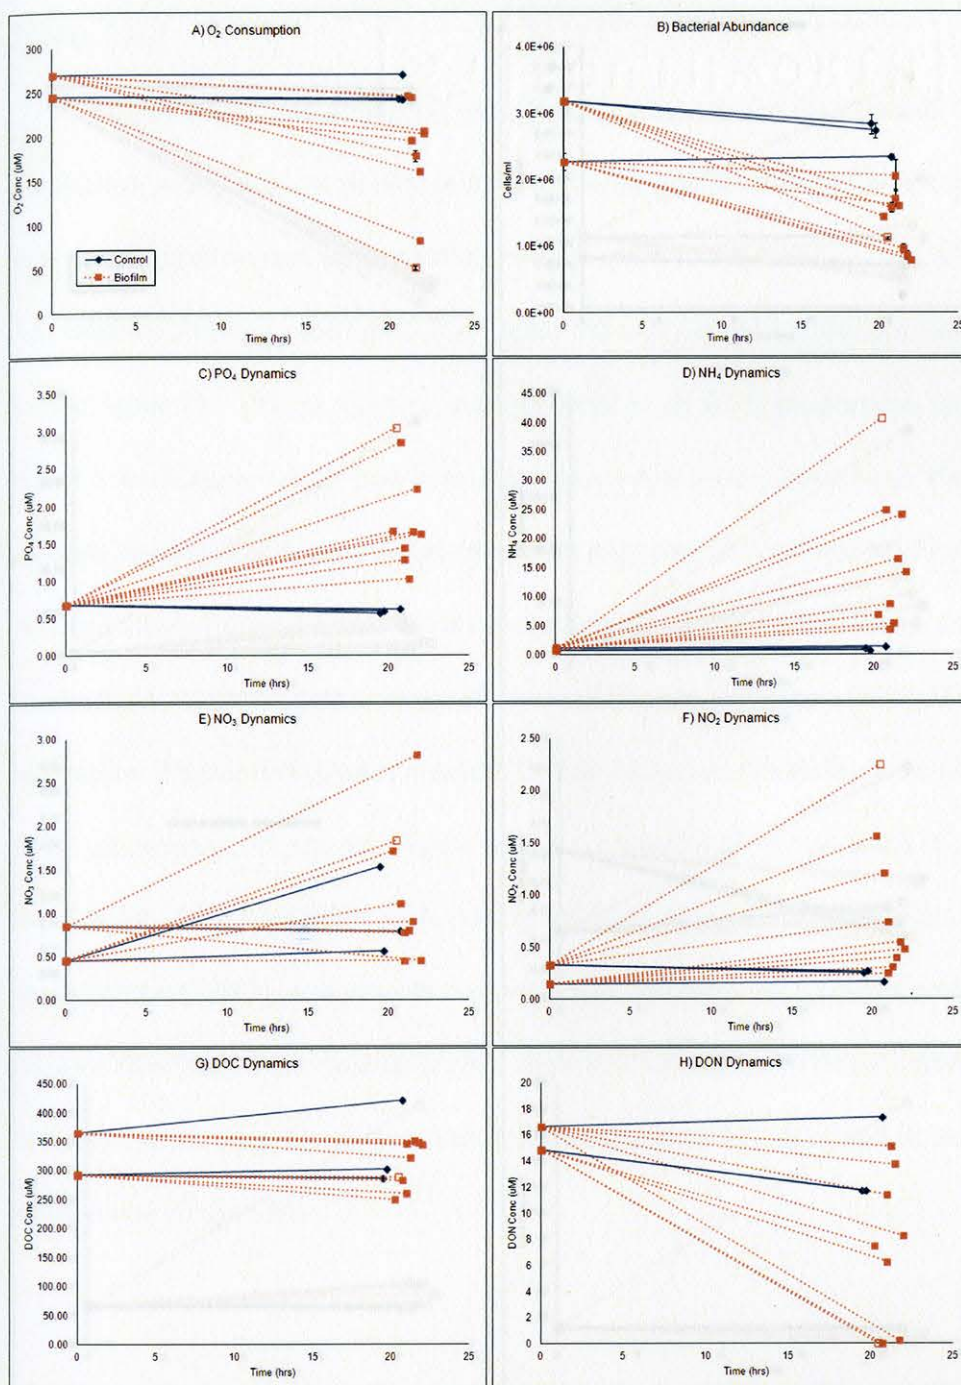 A) O₂ Consumption
300
250
200
150
100
50
0
O₂ Conc (uM)
Control
Biofilm
0 5 10 15 20 25
Time (hrs)
B) Bacterial Abundance
4.0E+06
3.0E+06
2.0E+06
1.0E+06
0.0E+00
Cells/ml
0 5 10 15 20 25
Time (hrs)
C) PO₄ Dynamics
3.50
3.00
2.50
2.00
1.50
1.00
0.50
0.00
PO₄ Conc (uM)
0 5 10 15 20 25
Time (hrs)
D) NH₄ Dynamics
45.00
40.00
35.00
30.00
25.00
20.00
15.00
10.00
5.00
0.00
NH₄ Conc (uM)
0 5 10 15 20 25
Time (hrs)
E) NO₃ Dynamics
3.00
2.50
2.00
1.50
1.00
0.50
0.00
NO₃ Conc (uM)
0 5 10 15 20 25
Time (hrs)
F) NO₂ Dynamics
2.50
2.00
1.50
1.00
0.50
0.00
NO₂ Conc (uM)
0 5 10 15 20 25
Time (hrs)
G) DOC Dynamics
450.00
400.00
350.00
300.00
250.00
200.00
150.00
100.00
50.00
0.00
DOC Conc (uM)
0 5 10 15 20 25
Time (hrs)
H) DON Dynamics
20
18
16
14
12
10
8
6
4
2
0
DON Conc (uM)
0 5 10 15 20 25
Time (hrs)